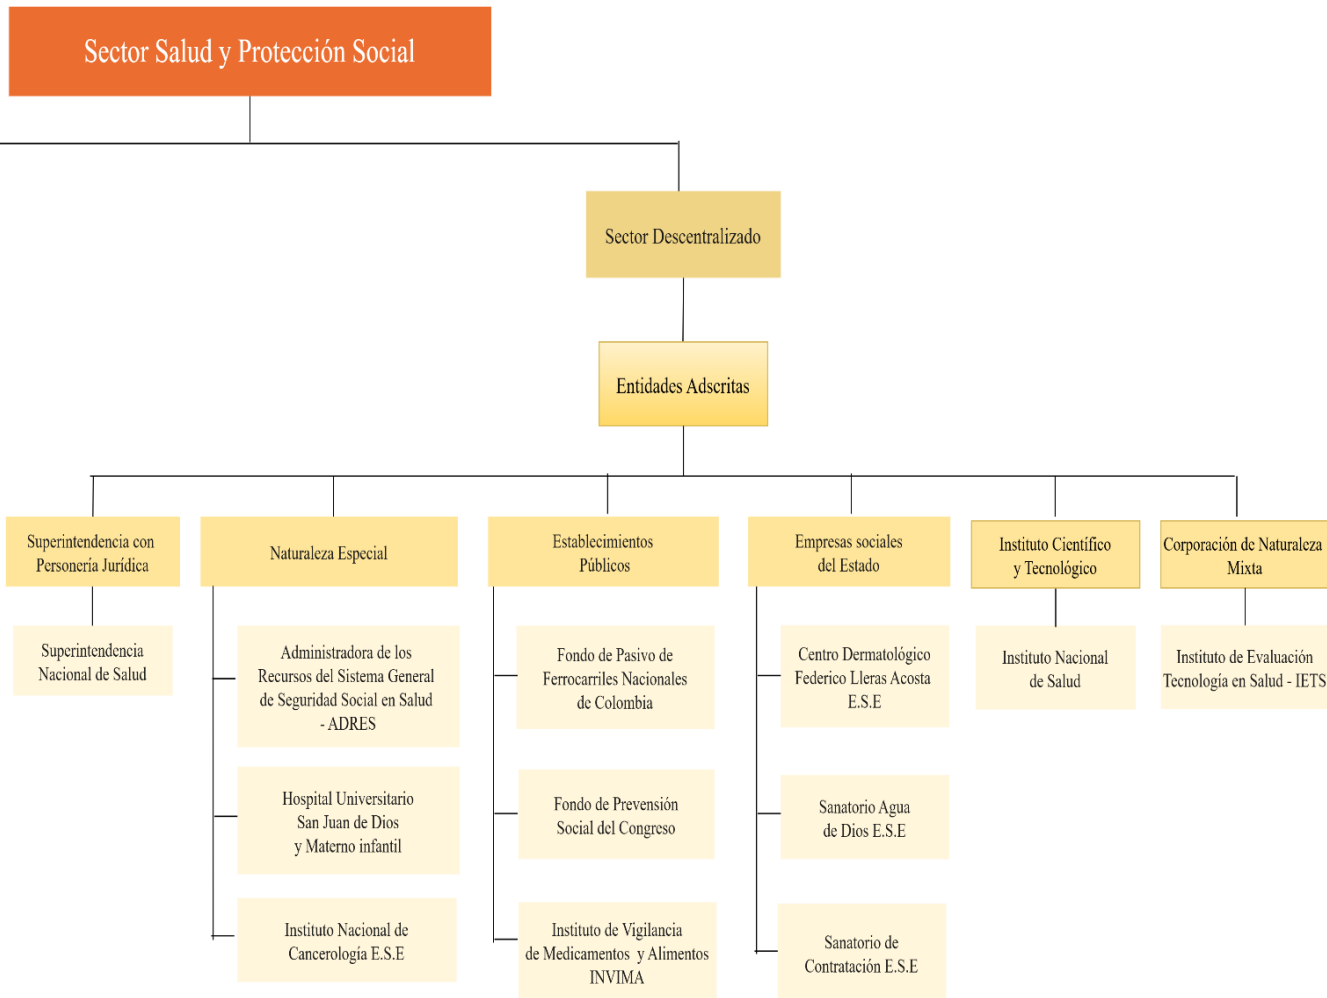 Sector Salud y Protección Social
Sector Descentralizado
Entidades Adscritas
Superintendencia con
Personería Jurídica
Naturaleza Especial
Establecimientos
Públicos
Empresas sociales
del Estado
Instituto Científico
y Tecnológico
Corporación de Naturaleza
Mixta
Superintendencia
Nacional de Salud
Administradora de los
Recursos del Sistema General
de Seguridad Social en Salud
- ADRES
Hospital Universitario
San Juan de Dios
y Materno infantil
Instituto Nacional de
Cancerología E.S.E
Fondo de Pasivo de
Ferrocarriles Nacionales
de Colombia
Fondo de Prevensión
Social del Congreso
Instituto de Vigilancia
de Medicamentos y Alimentos
INVIMA
Centro Dermatológico
Federico Lleras Acosta
E.S.E
Sanatorio Agua
de Dios E.S.E
Sanatorio de
Contratación E.S.E
Instituto Nacional
de Salud
Instituto de Evaluación
Tecnología en Salud - IETS